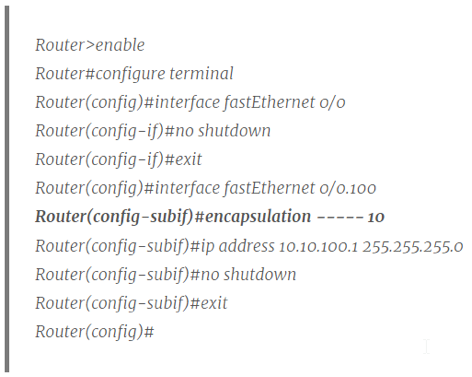 Router>enable
Router#configure terminal
Router(config)#interface fastEthernet 0/0
Router(config-if)#no shutdown
Router(config-if)#exit
Router(config)#interface fastEthernet 0/0.100
Router(config-subif)#encapsulation ----- 10
Router(config-subif)#ip address 10.10.100.1 255.255.255.0
Router(config-subif)#no shutdown
Router(config-subif)#exit
Router(config)#